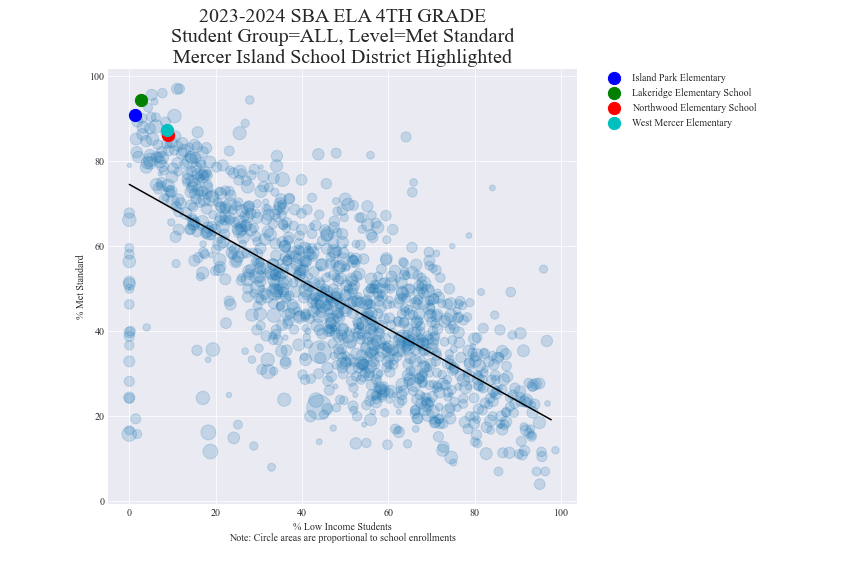 2023-2024 SBA ELA 4TH GRADE
Student Group=ALL, Level=Met Standard
Mercer Island School District Highlighted
100
80
60
40
20
0
% Met Standard
0 20 40 60 80 100
% Low Income Students
Note: Circle areas are proportional to school enrollments
Island Park Elementary
Lakeridge Elementary School
Northwood Elementary School
West Mercer Elementary